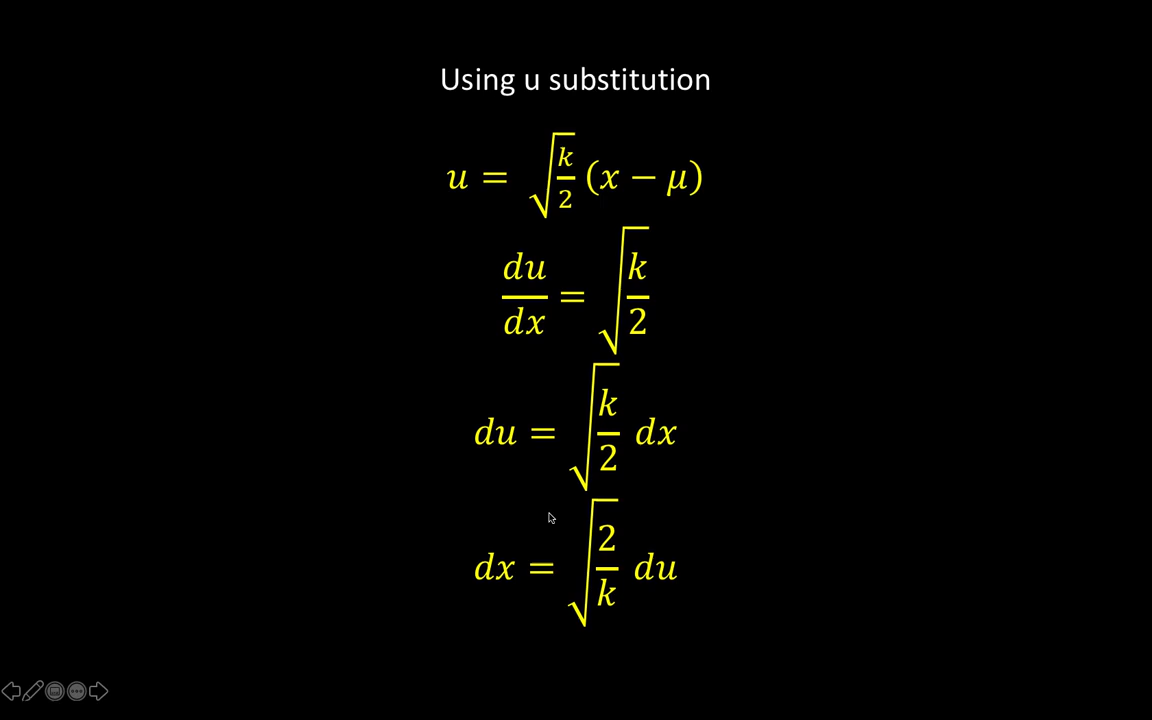 Using u substitution
u = √(k/2) (x − μ)
du/dx = √(k/2)
du = √(k/2) dx
dx = √(2/k) du